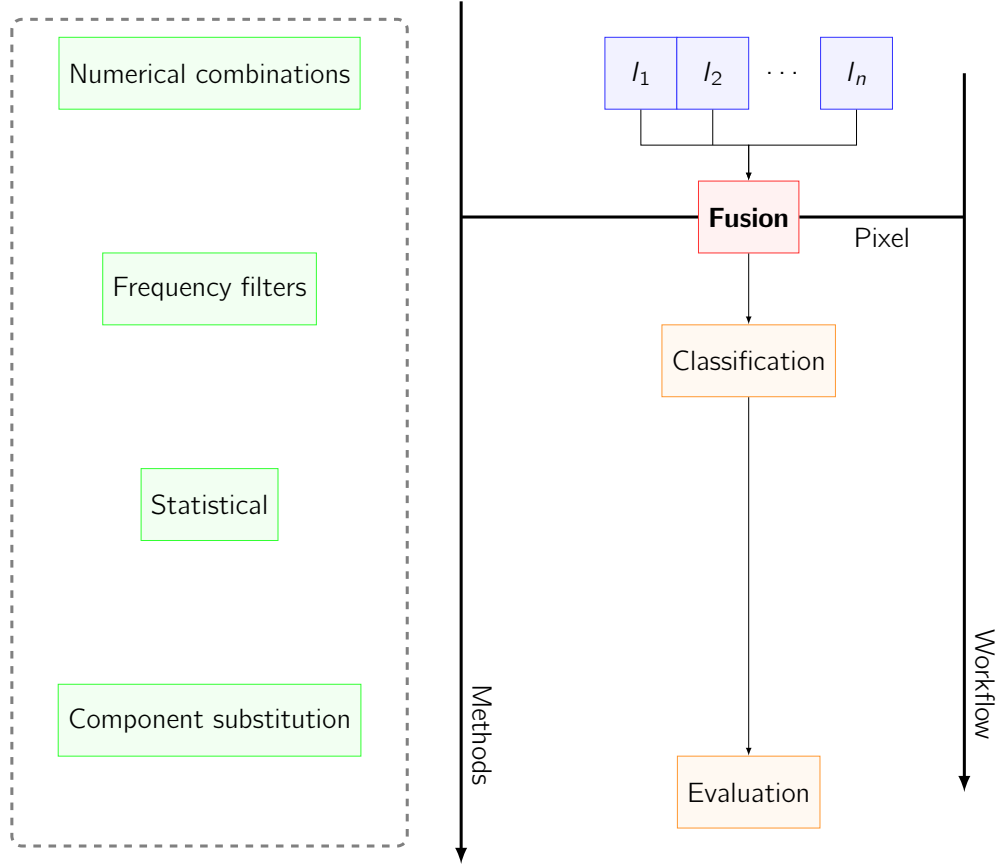 Numerical combinations
Frequency filters
Statistical
Component substitution
Methods
I₁ I₂ ⋯ Iₙ
Fusion
Pixel
Classification
Evaluation
Workflow